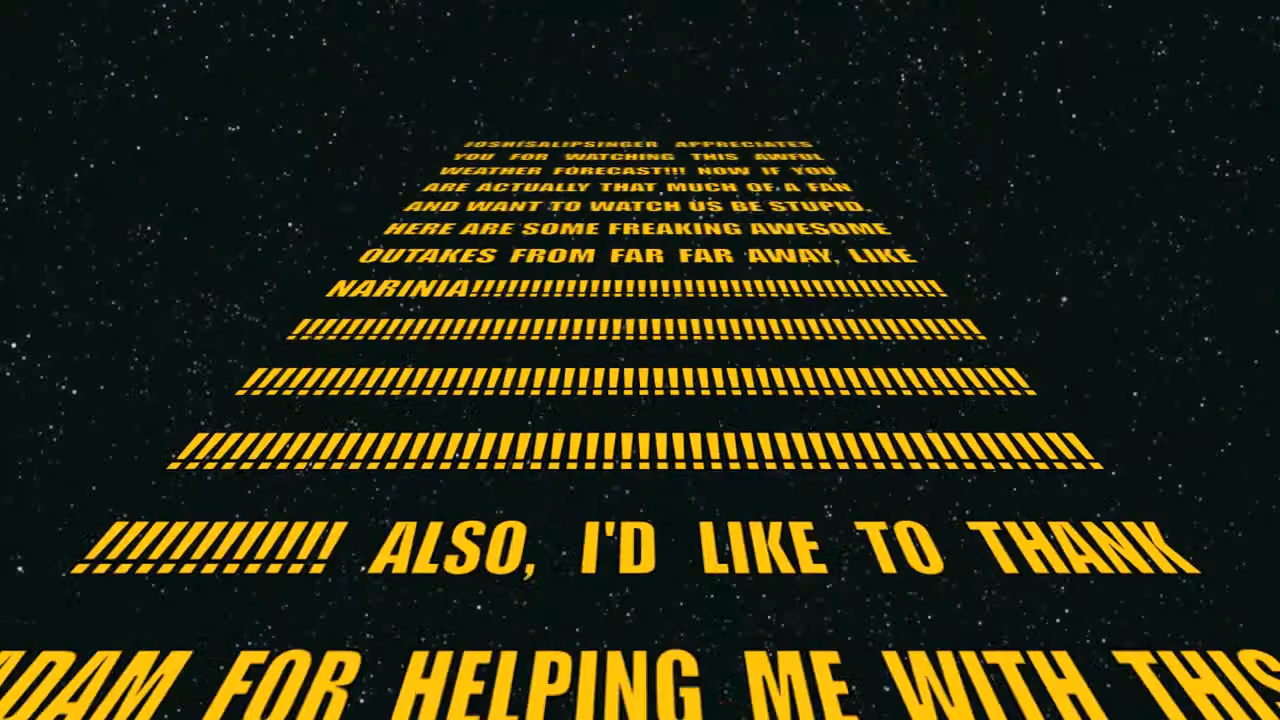 JOSHISALIPSINGER APPRECIATES
YOU FOR WATCHING THIS AWFUL
WEATHER FORECAST!!! NOW IF YOU
ARE ACTUALLY THAT MUCH OF A FAN
AND WANT TO WATCH US BE STUPID.
HERE ARE SOME FREAKING AWESOME
OUTAKES FROM FAR FAR AWAY, LIKE
NARINIA!!!!!!!!!!!!!!!!!!!!!!!!!!!!!!!!!!!!!!
!!!!!!!!!!!!!!!!!!!!!!!!!!!!!!!!!!!!!!!!!!!!!!!!!!
!!!!!!!!!!!!!!!!!!!!!!!!!!!!!!!!!!!!!!!!!!!!!!!!!!
!!!!!!!!!!!!!!!!!!!!!!!!!!!!!!!!!!!!!!!!!!!!!!!!!!
!!!!!!!!!!!! ALSO, I'D LIKE TO THANK
ADAM FOR HELPING ME WITH THIS